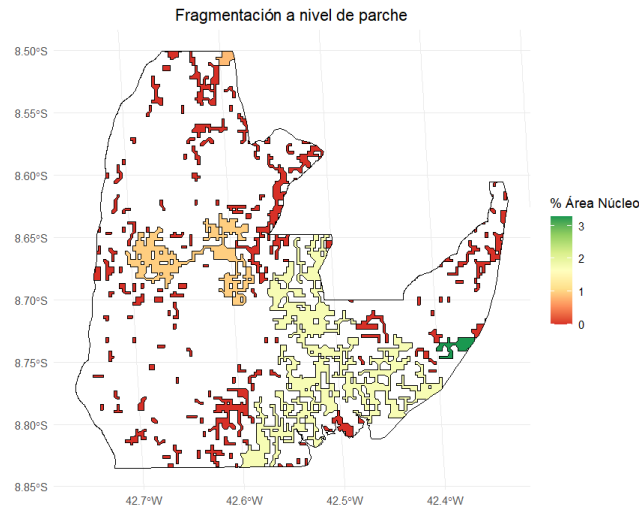 Fragmentación a nivel de parche
8.50°S
8.55°S
8.60°S
8.65°S
8.70°S
8.75°S
8.80°S
8.85°S
42.7°W
42.6°W
42.5°W
42.4°W
% Área Núcleo
3
2
1
0